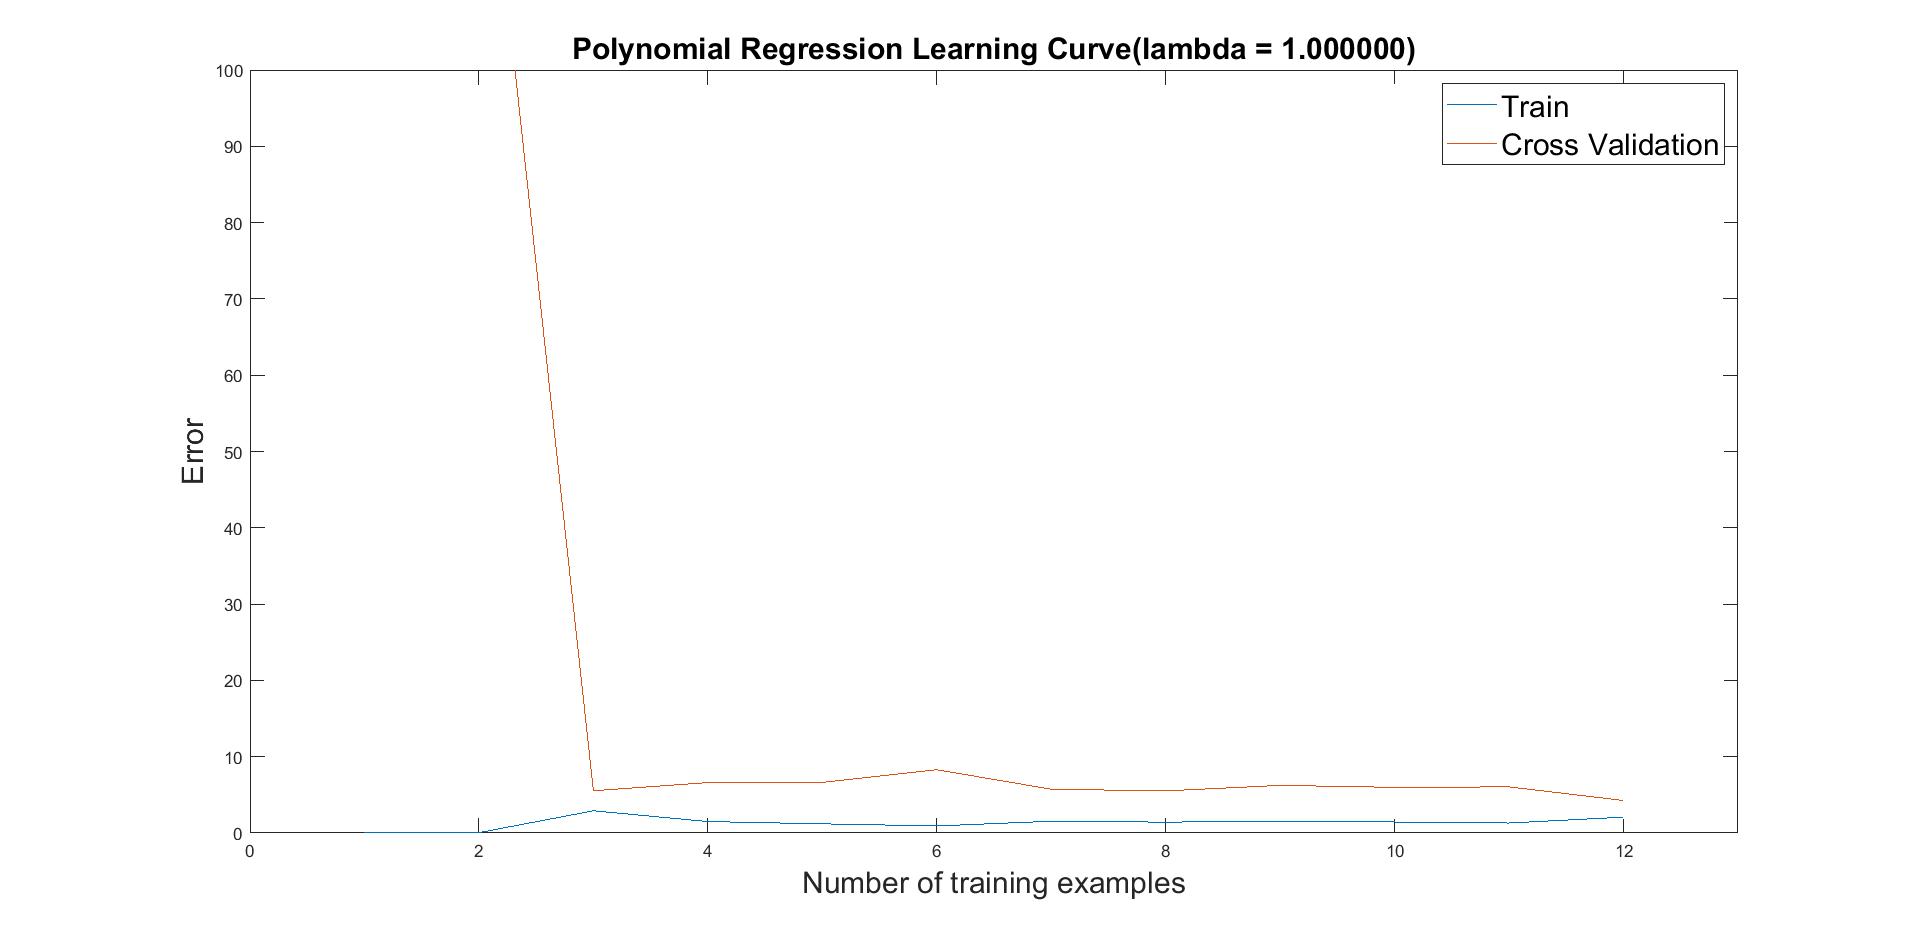 Polynomial Regression Learning Curve(lambda = 1.000000)
100
90
80
70
60
50
40
30
20
10
0
Error
Train
Cross Validation
0 2 4 6 8 10 12
Number of training examples